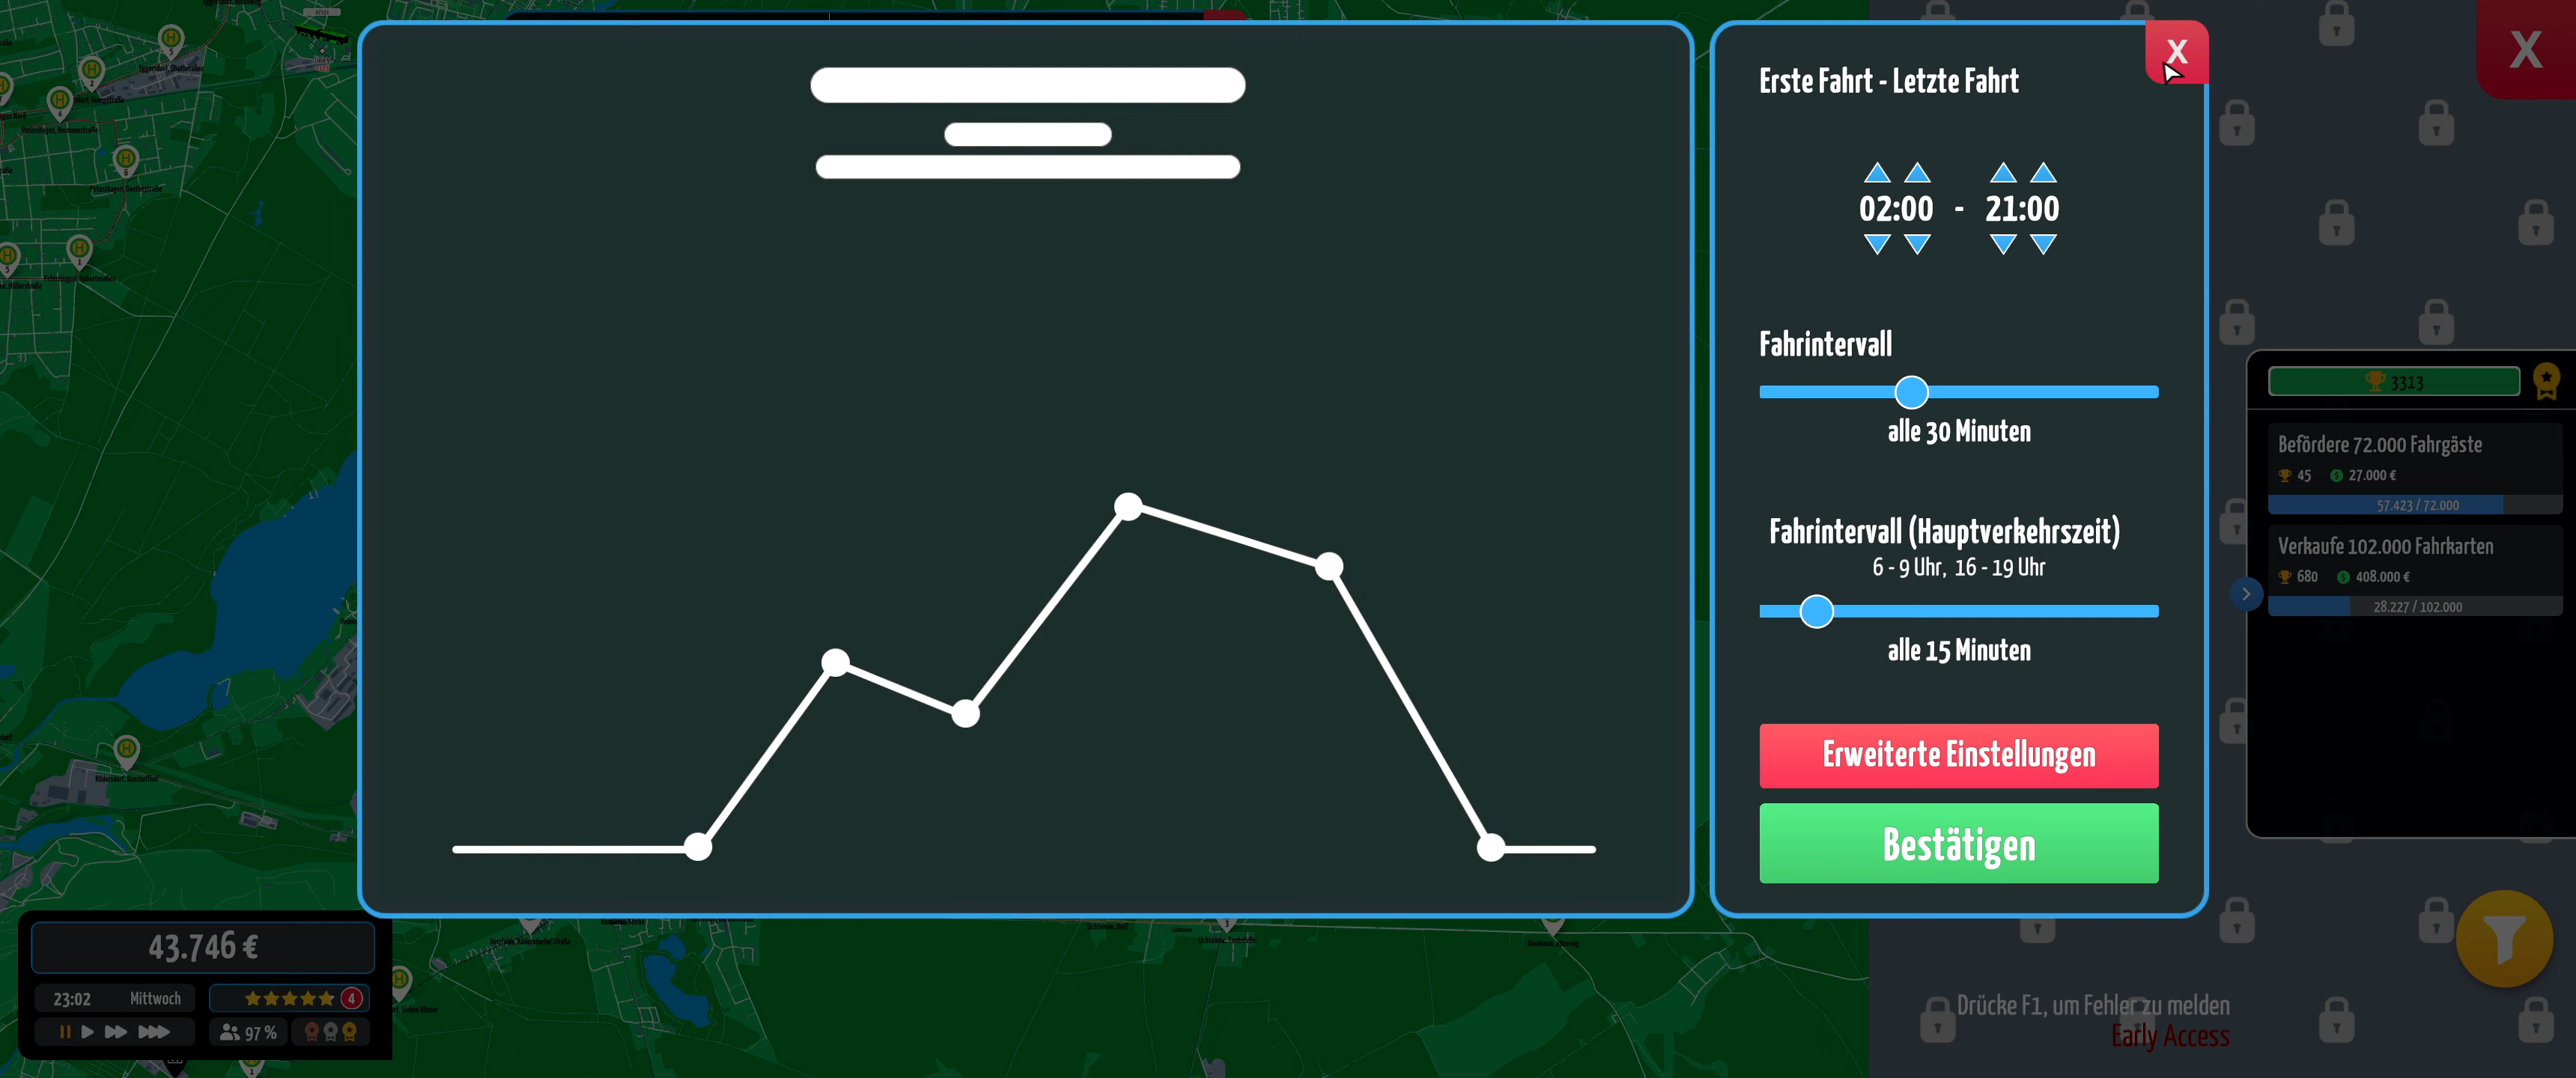 X
Erste Fahrt - Letzte Fahrt
02:00 - 21:00
Fahrintervall
alle 30 Minuten
Fahrintervall (Hauptverkehrszeit)
6 - 9 Uhr, 16 - 19 Uhr
alle 15 Minuten
Erweiterte Einstellungen
Bestätigen
X
3313
Befördere 72.000 Fahrgäste
45 27.000 €
57.423 / 72.000
Verkaufe 102.000 Fahrkarten
680 408.000 €
28.227 / 102.000
43.746 €
23:02 Mittwoch 4
97 %
Drücke F1, um Fehler zu melden
Early Access